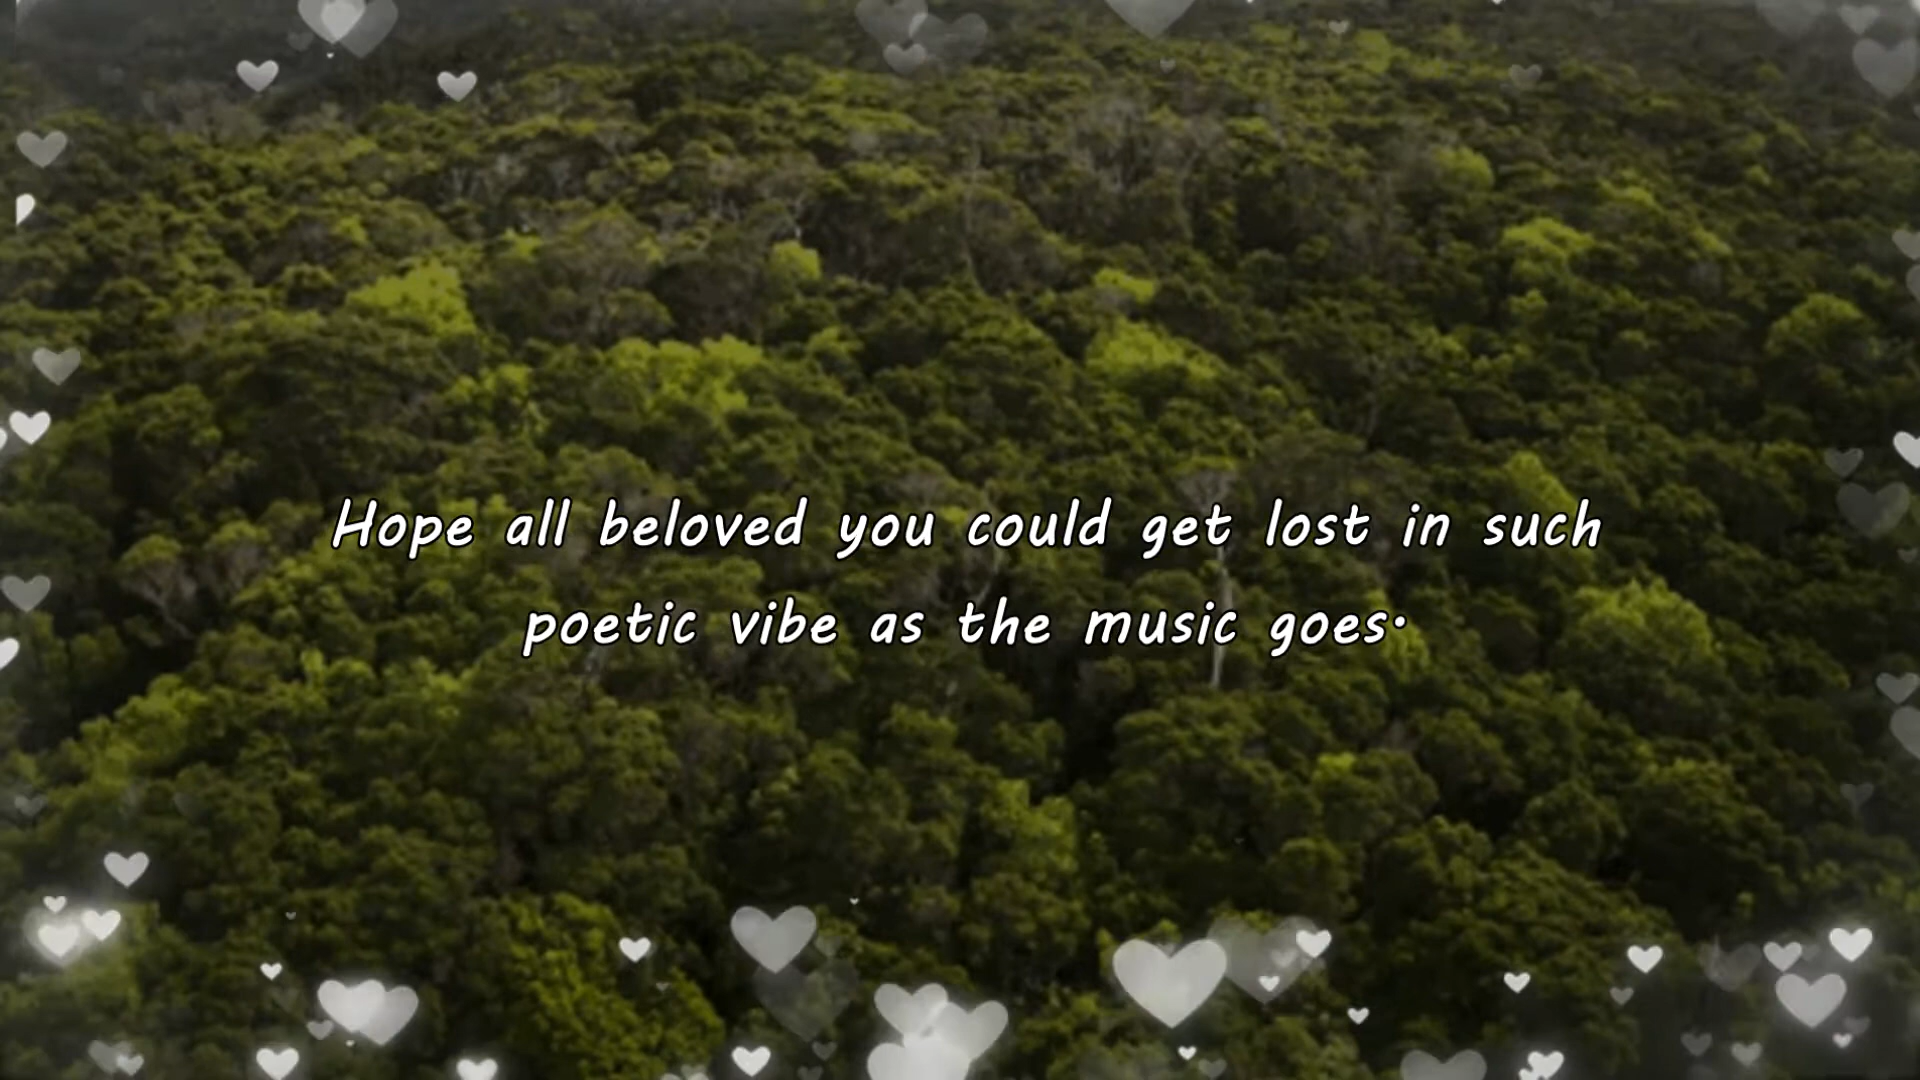 Hope all beloved you could get lost in such
poetic vibe as the music goes·